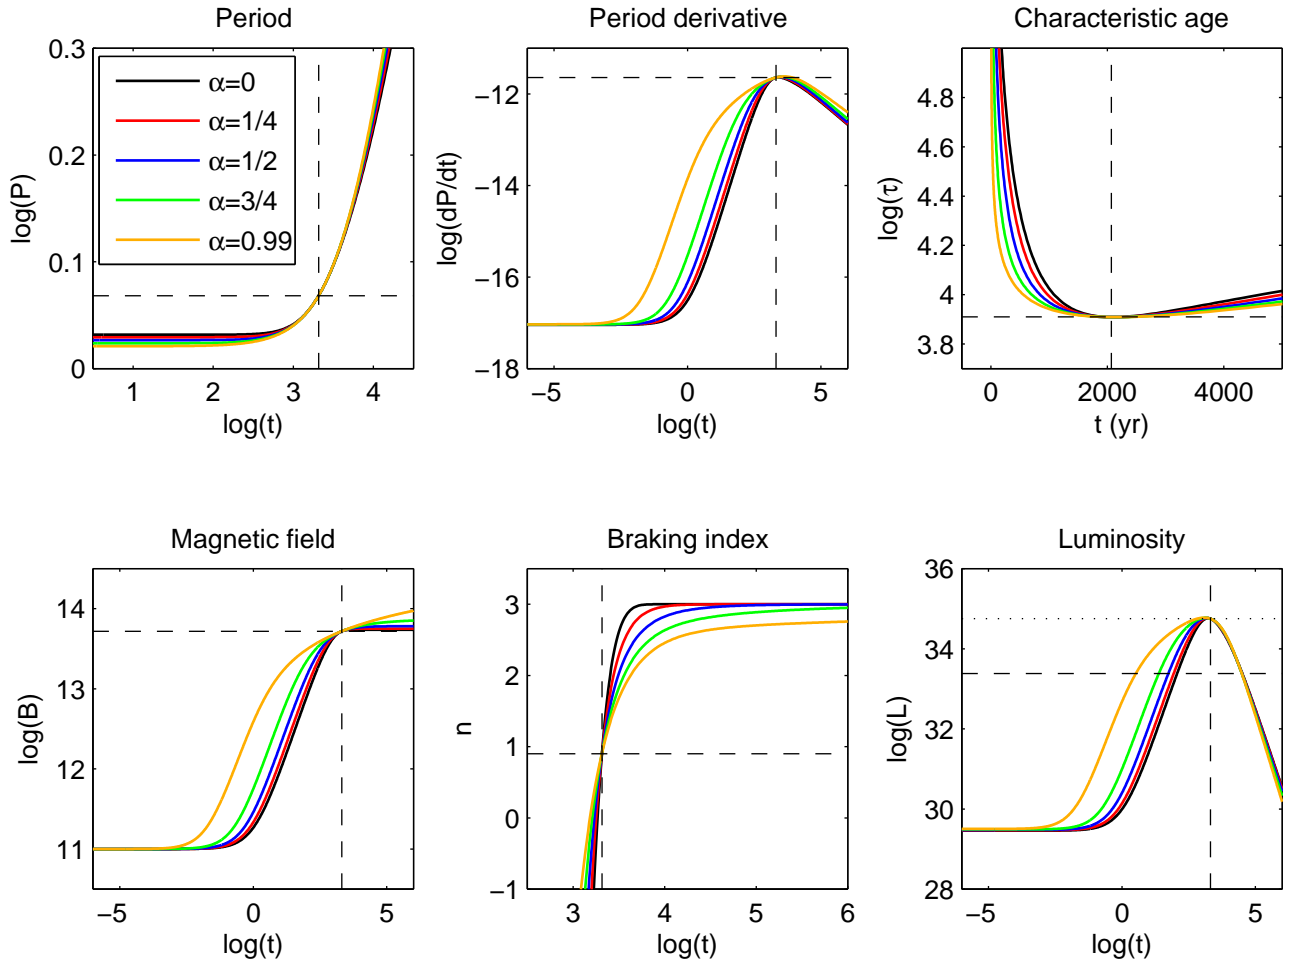 Period
0.3
0.2
0.1
0
log(P)
α=0
α=1/4
α=1/2
α=3/4
α=0.99
1 2 3 4
log(t)
Period derivative
−12
−14
−16
−18
log(dP/dt)
−5 0 5
log(t)
Characteristic age
4.8
4.6
4.4
4.2
4
3.8
log(τ)
0 2000 4000
t (yr)
Magnetic field
14
13
12
11
log(B)
−5 0 5
log(t)
Braking index
3
2
1
0
−1
n
3 4 5 6
log(t)
Luminosity
36
34
32
30
28
log(L)
−5 0 5
log(t)